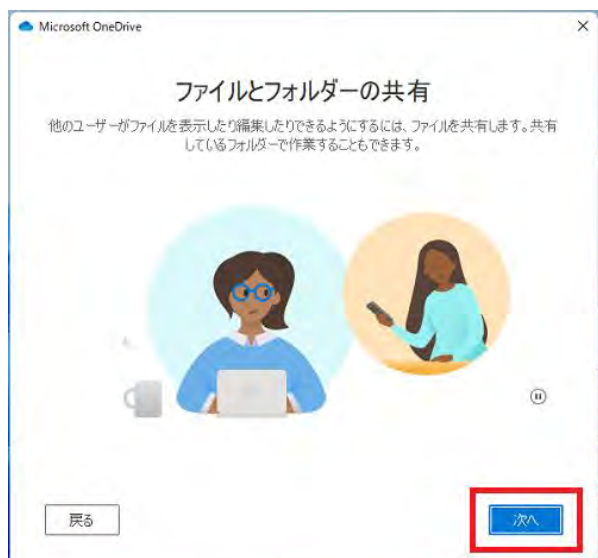 Microsoft OneDrive
ファイルとフォルダーの共有
他のユーザーがファイルを表示したり編集したりできるようにするには、ファイルを共有します。共有
しているフォルダーで作業することもできます。
戻る
次へ